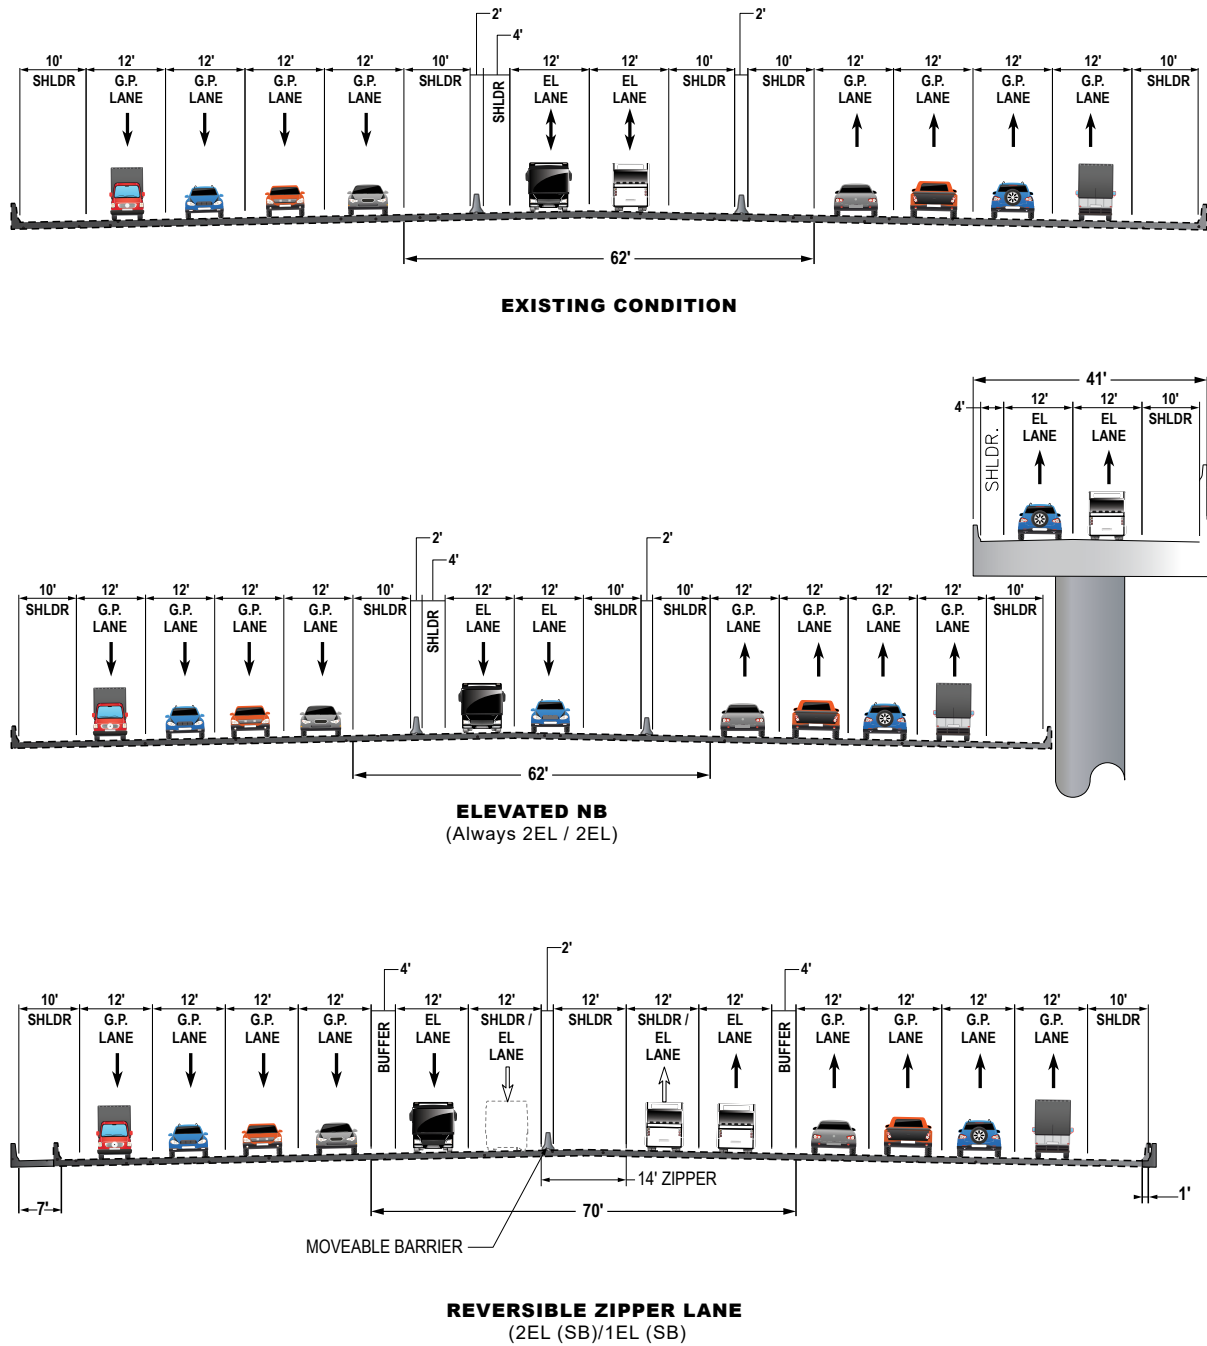 2'
4'
2'
10' 12' 12' 12' 12' 10' 12' 12' 10' 10' 12' 12' 12' 12' 10'
SHLDR G.P. G.P. G.P. G.P. SHLDR SHLDR EL EL SHLDR SHLDR G.P. G.P. G.P. G.P. SHLDR
LANE LANE LANE LANE LANE LANE LANE LANE LANE LANE
62'
EXISTING CONDITION
41'
4' 12' 12' 10'
SHLDR. EL EL SHLDR
LANE LANE
2'
4'
2'
10' 12' 12' 12' 12' 10' 12' 12' 10' 10' 12' 12' 12' 12' 10'
SHLDR G.P. G.P. G.P. G.P. SHLDR SHLDR EL EL SHLDR SHLDR G.P. G.P. G.P. G.P. SHLDR
LANE LANE LANE LANE LANE LANE LANE LANE LANE LANE
62'
ELEVATED NB
(Always 2EL / 2EL)
2'
4'
4'
10' 12' 12' 12' 12' 12' 12' 12' 12' 12' 12' 12' 12' 12' 10'
SHLDR G.P. G.P. G.P. G.P. BUFFER EL SHLDR / SHLDR SHLDR / EL BUFFER G.P. G.P. G.P. G.P. SHLDR
LANE LANE LANE LANE LANE EL EL LANE LANE LANE LANE LANE
LANE LANE
14' ZIPPER
7'
70'
1'
MOVEABLE BARRIER
REVERSIBLE ZIPPER LANE
(2EL (SB)/1EL (SB)